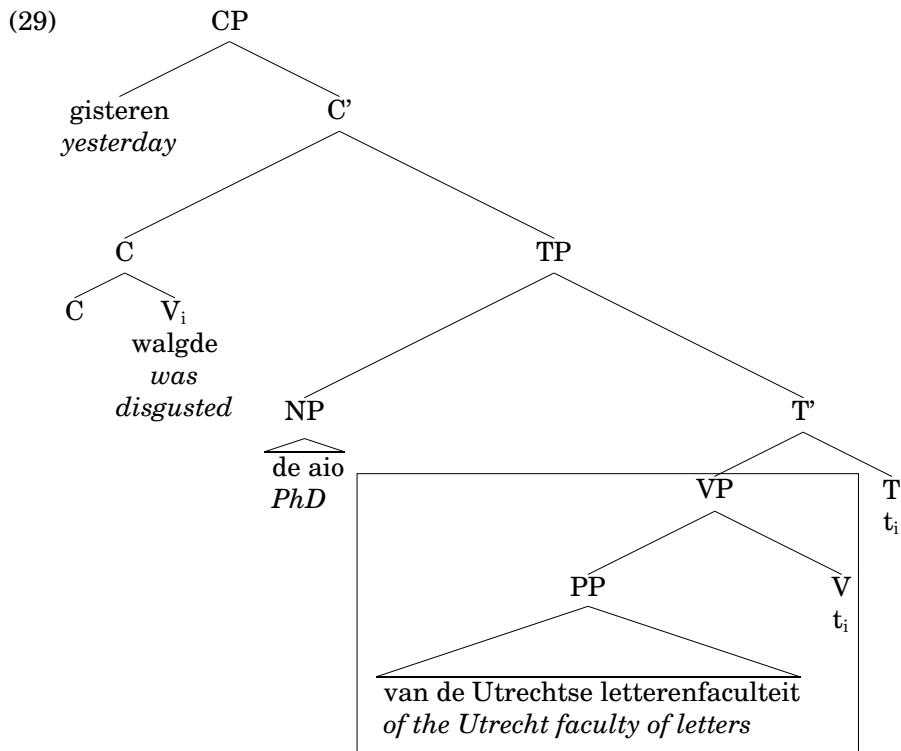 (29) CP
gisteren C’
yesterday
C TP
C Vi
walgde
was
disgusted NP T’
de aio
PhD VP T
ti
PP V
ti
van de Utrechtse letterenfaculteit
of the Utrecht faculty of letters